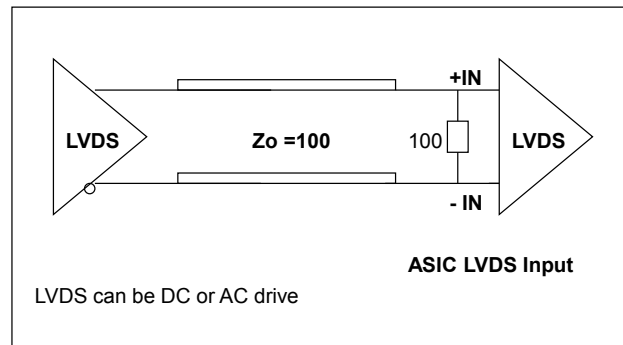 +IN
LVDS
Zo =100
100
LVDS
- IN
ASIC LVDS Input
LVDS can be DC or AC drive